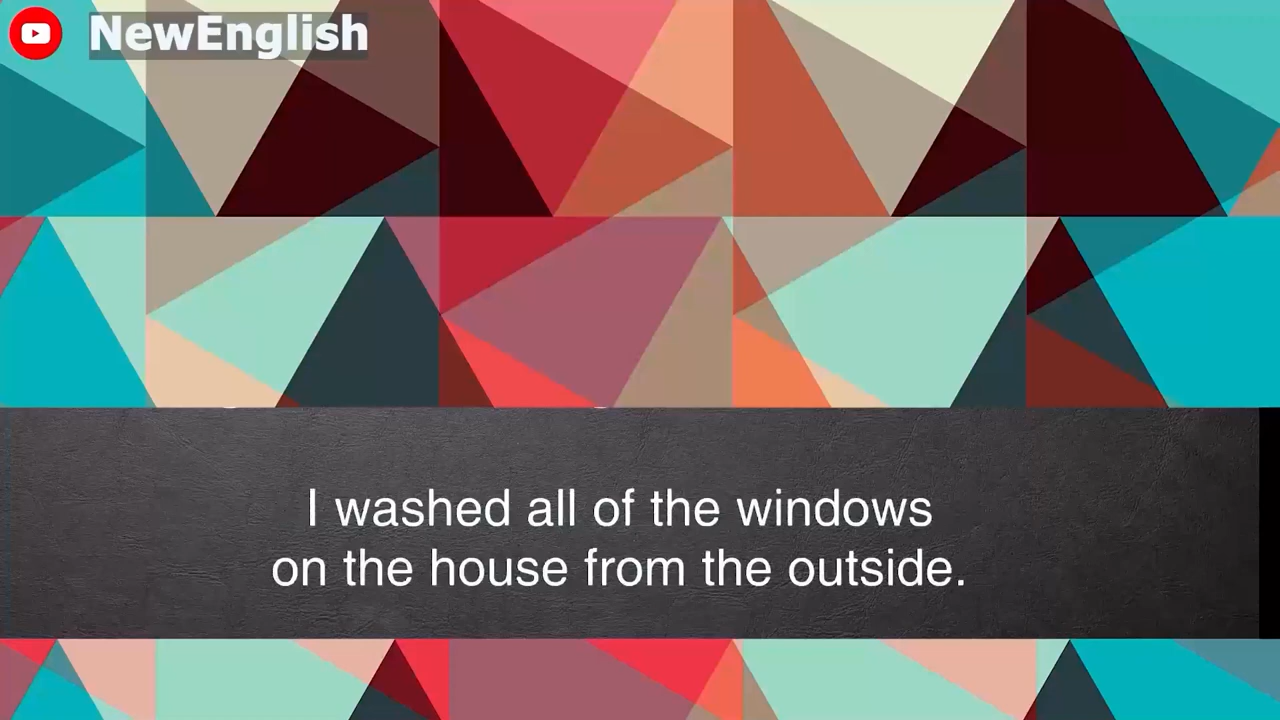 NewEnglish
I washed all of the windows
on the house from the outside.